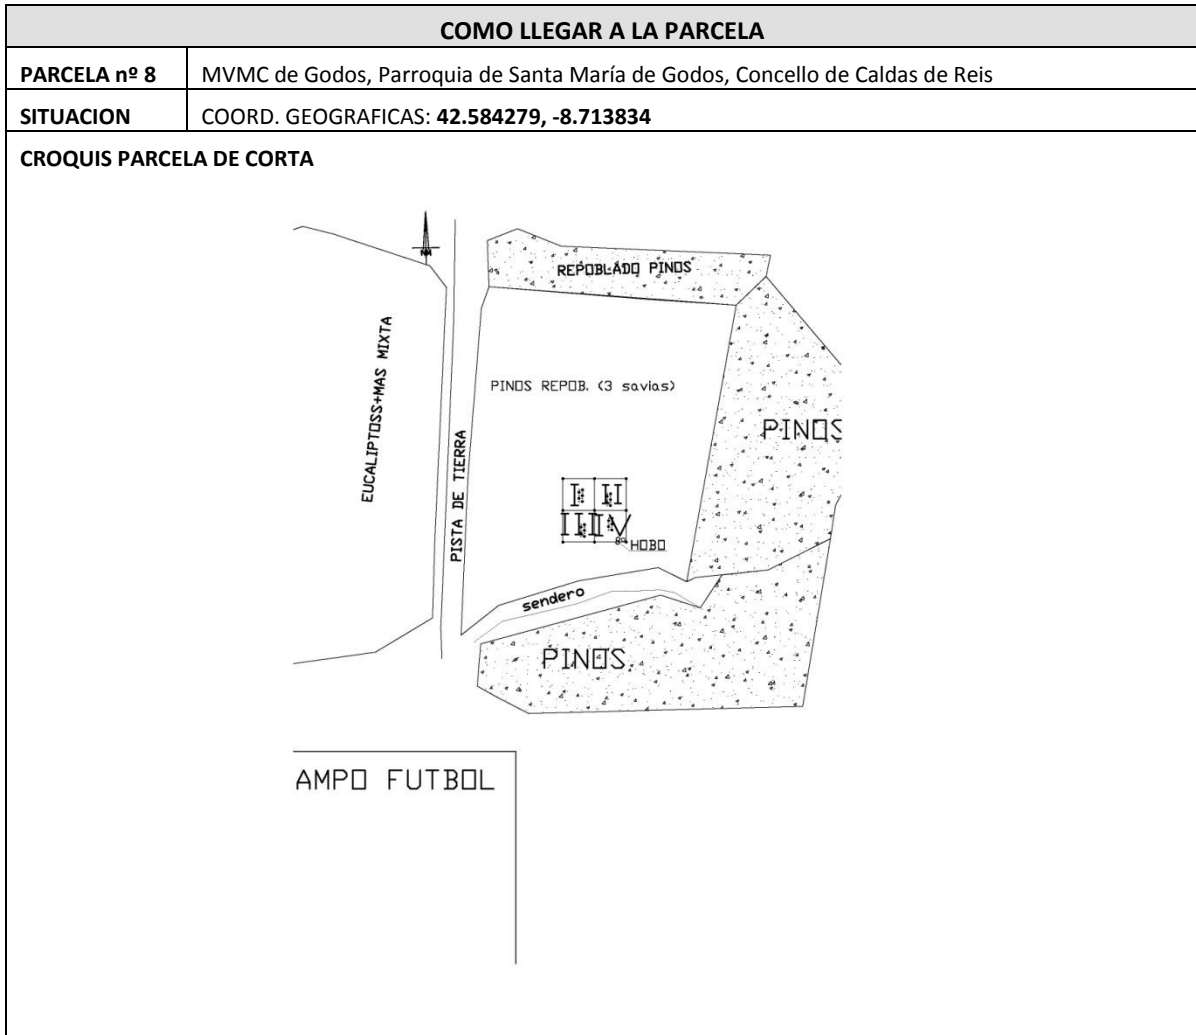 COMO LLEGAR A LA PARCELA
PARCELA nº 8 MVMC de Godos, Parroquia de Santa María de Godos, Concello de Caldas de Reis
SITUACION COORD. GEOGRAFICAS: 42.584279, -8.713834
CROQUIS PARCELA DE CORTA
REPOBLADO PINOS
EUCALIPTOSS+MAS MIXTA
PINOS REPOB. (3 savias)
PINOS
PISTA DE TIERRA
I II
III IV
HOBO
sendero
PINOS
AMPO FUTBOL